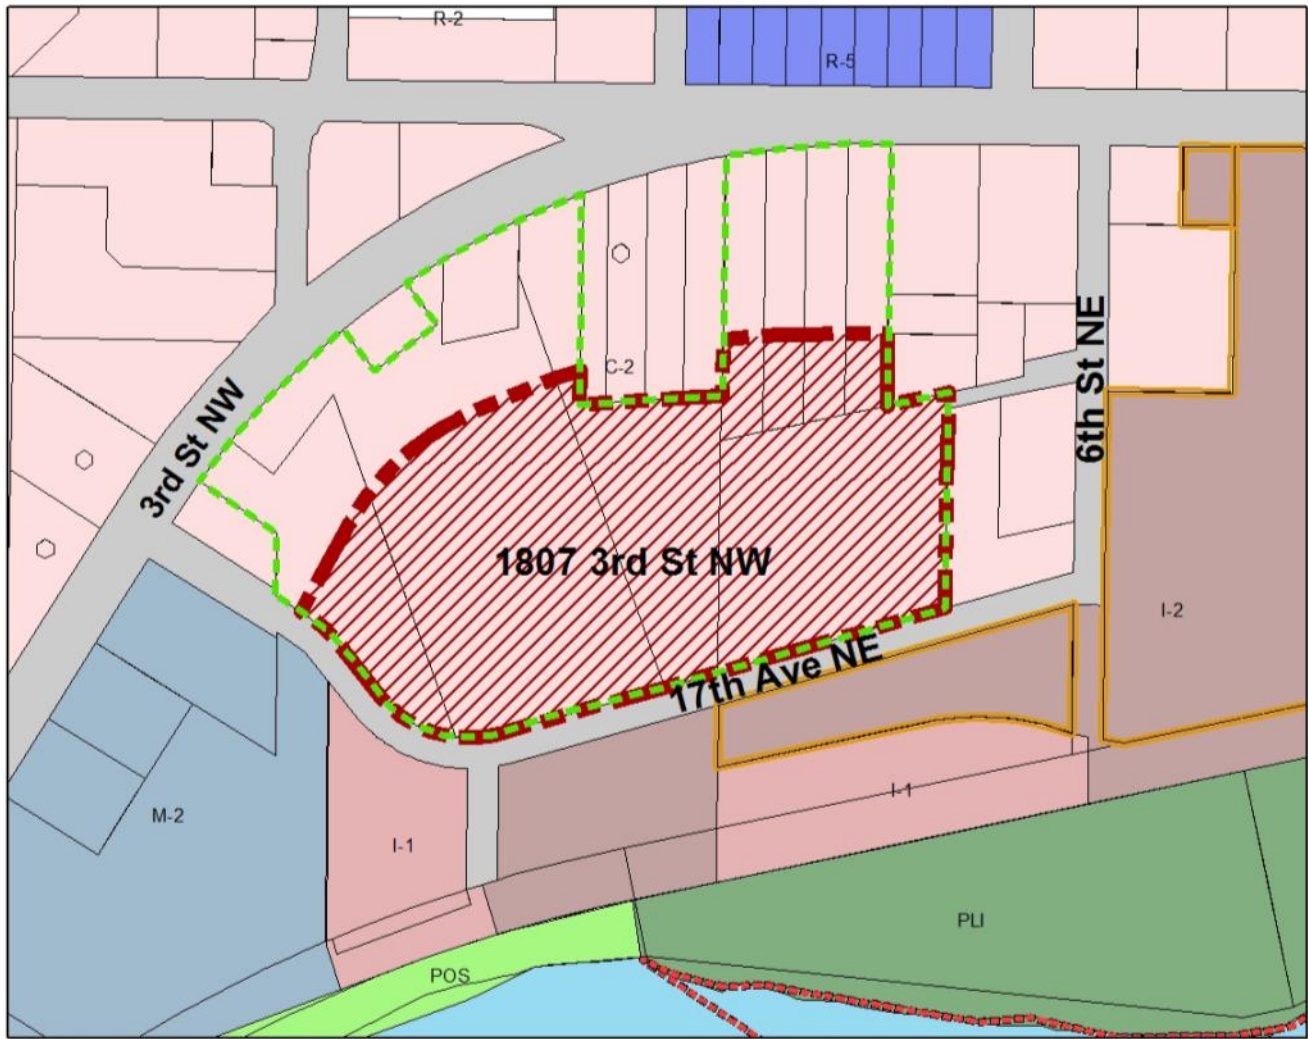 R-2
R-5
C-2
3rd St NW
6th St NE
1807 3rd St NW
I-2
17th Ave NE
I-1
M-2
I-1
PLI
POS